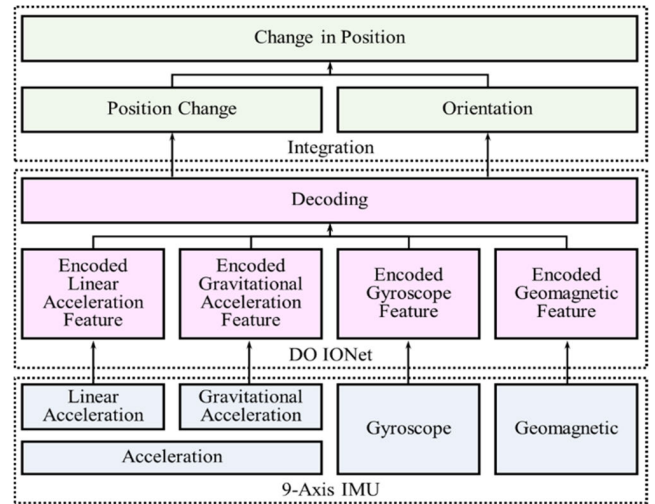 Change in Position
Position Change
Orientation
Integration
Decoding
Encoded
Linear
Acceleration
Feature
Encoded
Gravitational
Acceleration
Feature
Encoded
Gyroscope
Feature
Encoded
Geomagnetic
Feature
DO IONet
Linear
Acceleration
Gravitational
Acceleration
Gyroscope
Geomagnetic
Acceleration
9-Axis IMU